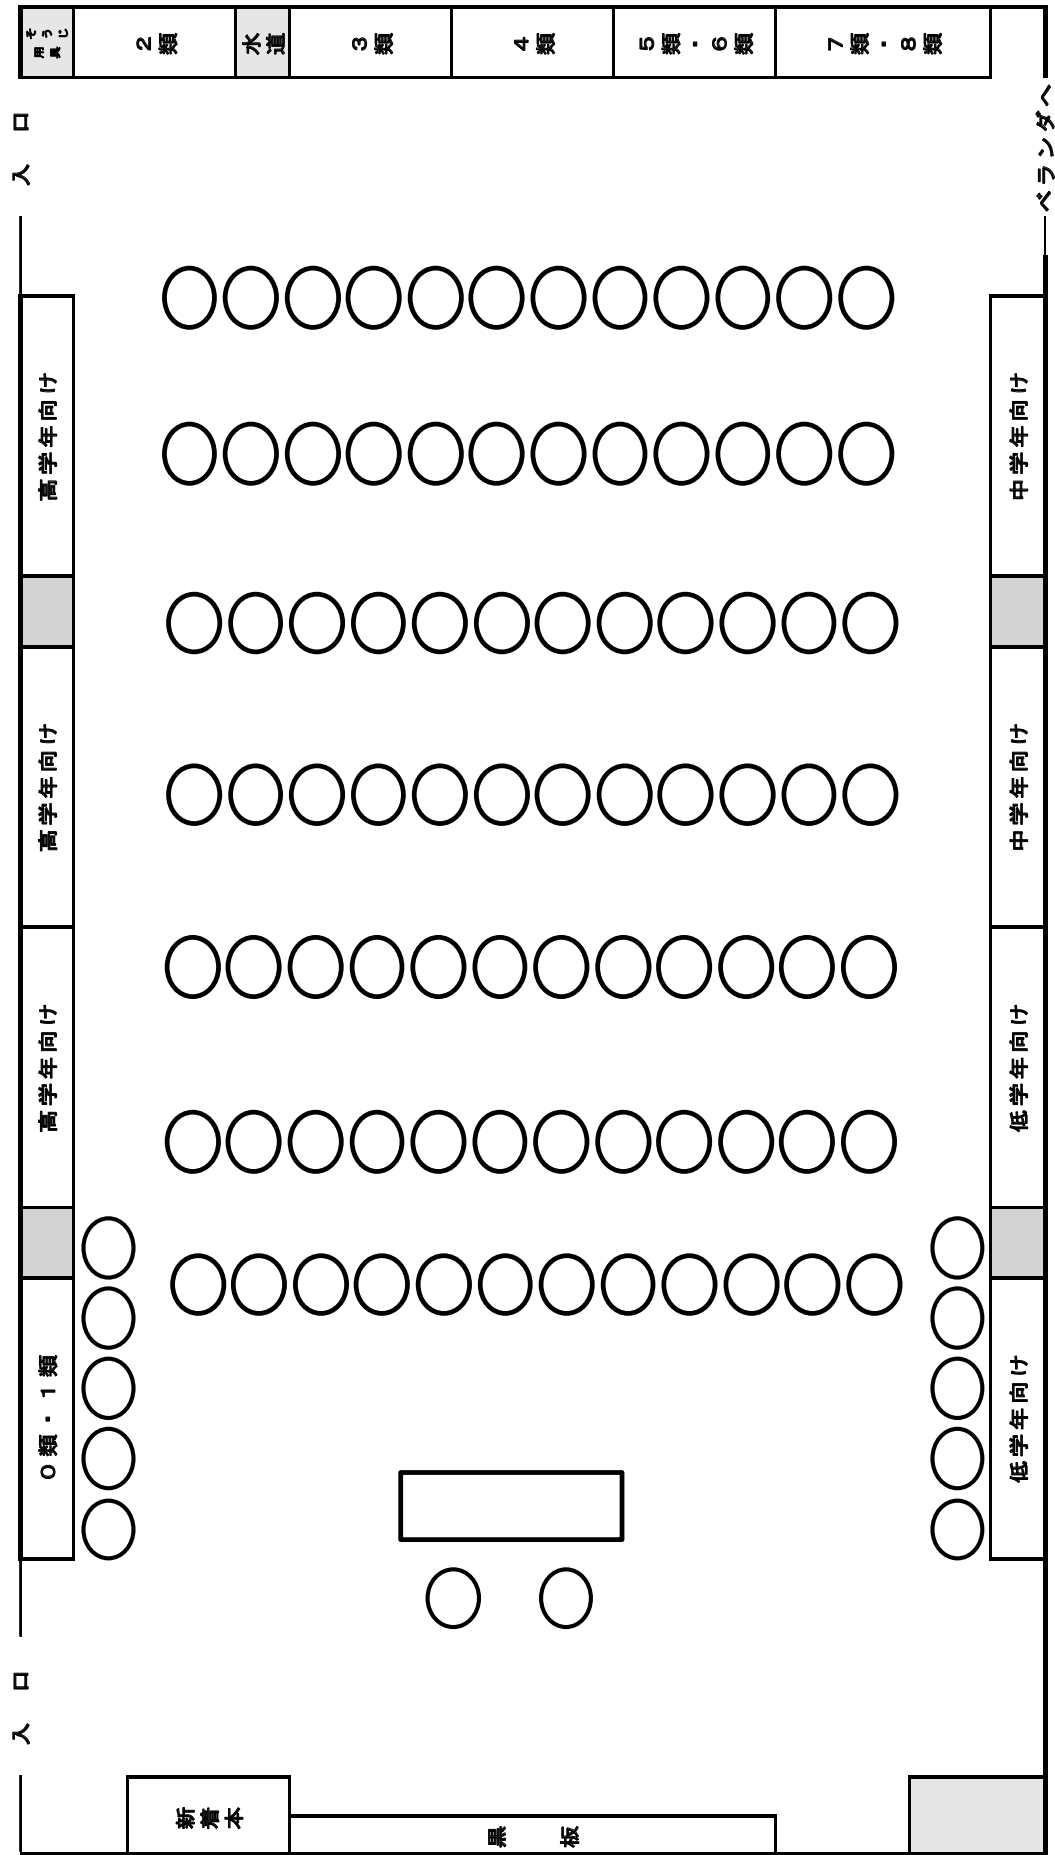 そうじ
用具
2類
水道
3類
4類
5類・6類
7類・8類
入口
ベランダへ
高学年向け
中学年向け
高学年向け
中学年向け
高学年向け
低学年向け
0類・1類
低学年向け
入口
新着本
黒板